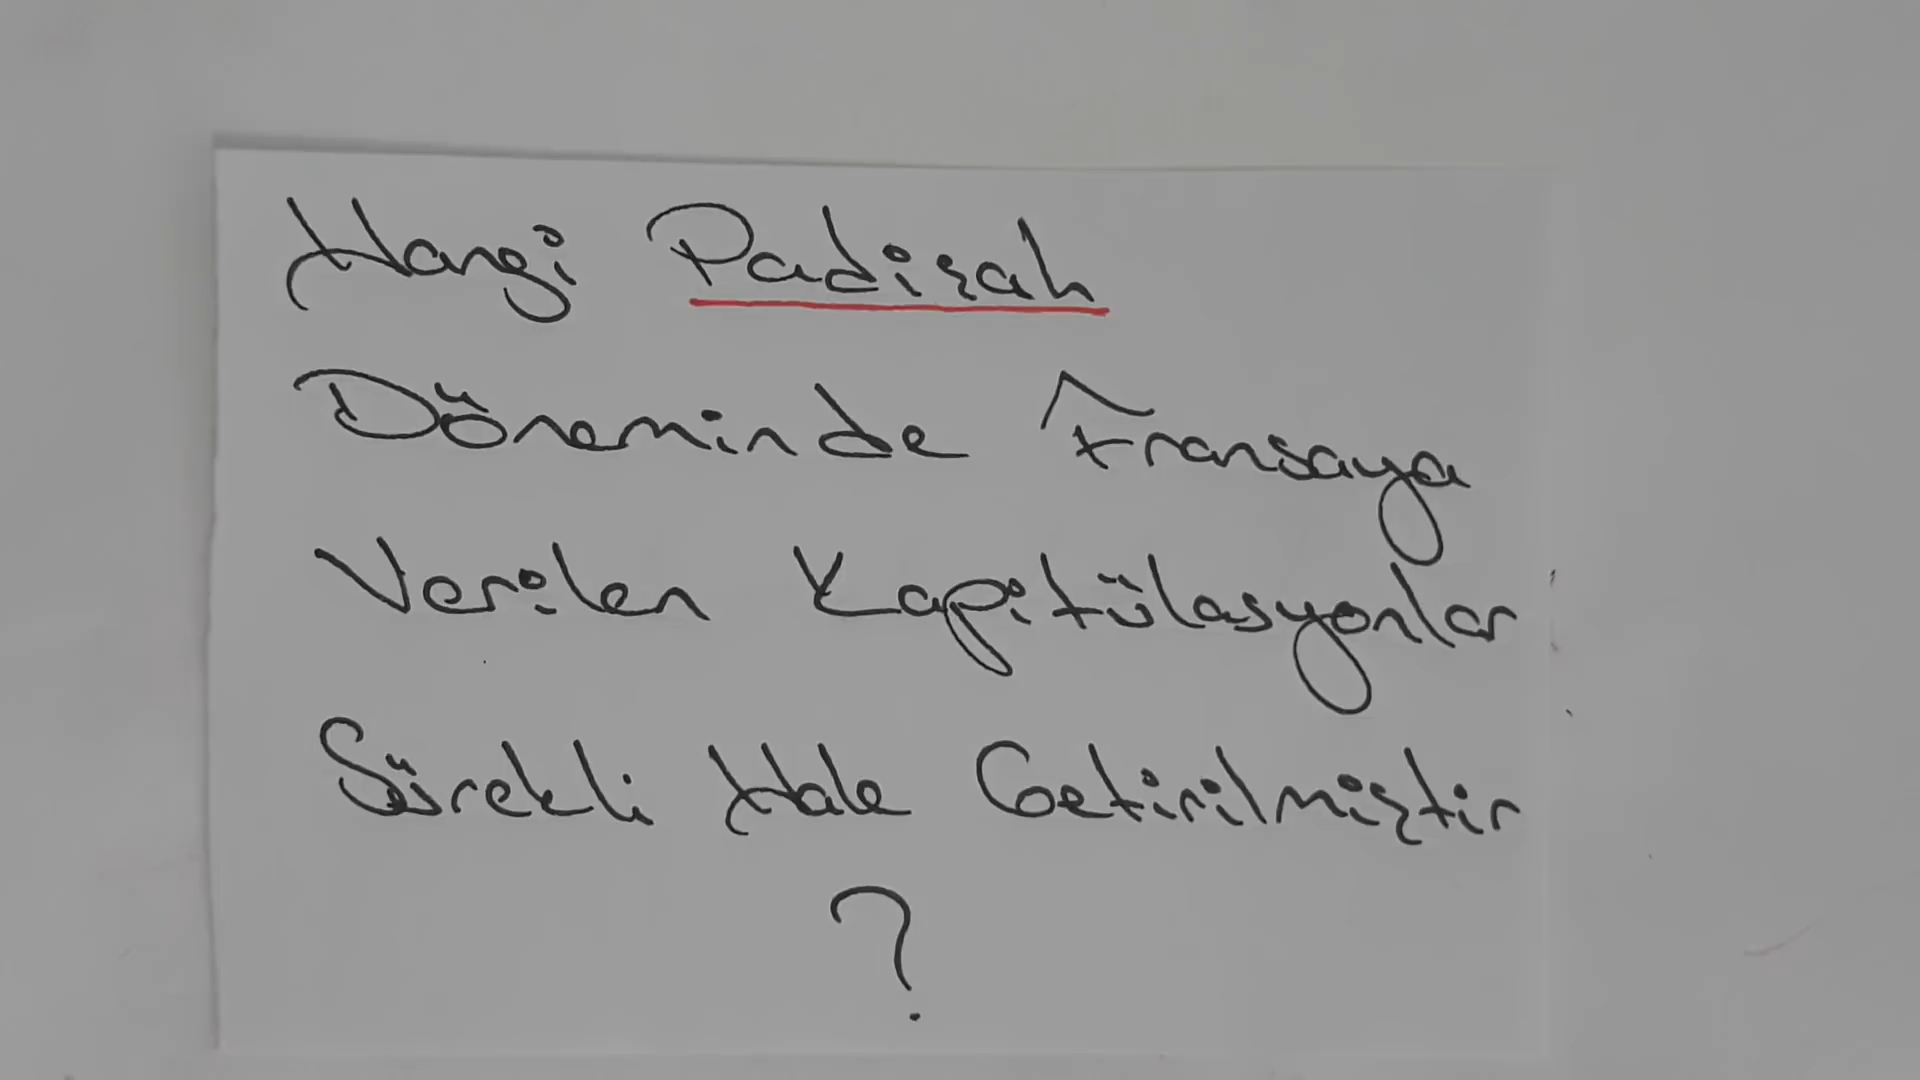 Hangi Padişah
Döneminde Fransaya
Verilen Kapitülasyonlar
Sürekli Hale Getirilmiştir
?